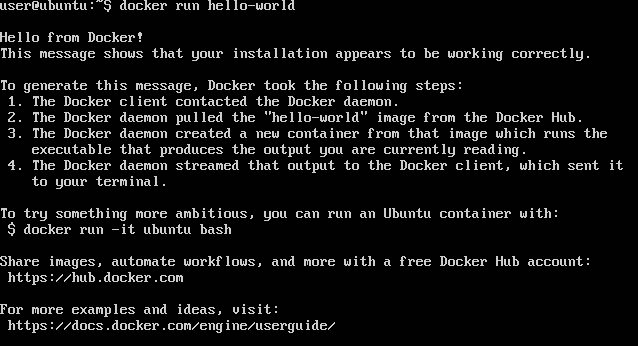 user@ubuntu:~$ docker run hello-world
Hello from Docker!
This message shows that your installation appears to be working correctly.
To generate this message, Docker took the following steps:
1. The Docker client contacted the Docker daemon.
2. The Docker daemon pulled the "hello-world" image from the Docker Hub.
3. The Docker daemon created a new container from that image which runs the
executable that produces the output you are currently reading.
4. The Docker daemon streamed that output to the Docker client, which sent it
to your terminal.
To try something more ambitious, you can run an Ubuntu container with:
$ docker run -it ubuntu bash
Share images, automate workflows, and more with a free Docker Hub account:
https://hub.docker.com
For more examples and ideas, visit:
https://docs.docker.com/engine/userguide/